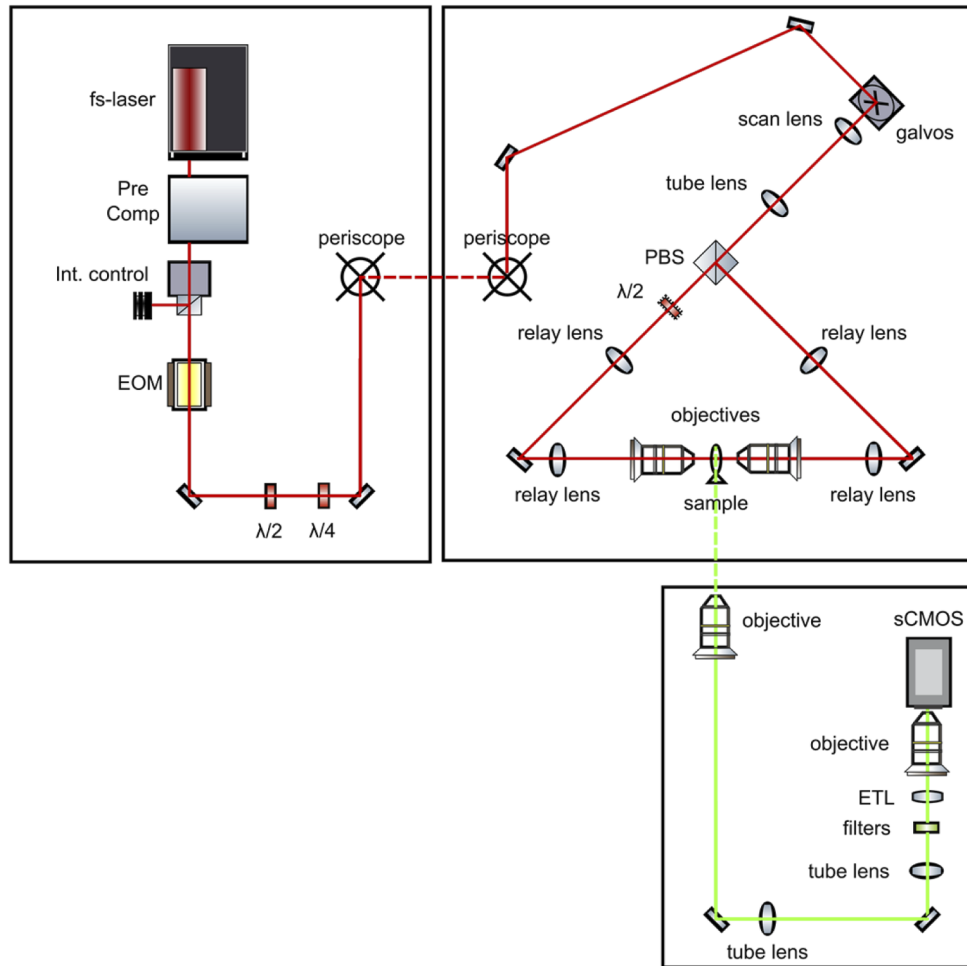 fs-laser
Pre
Comp
Int. control
EOM
λ/2
λ/4
periscope
periscope
scan lens
galvos
tube lens
PBS
λ/2
relay lens
relay lens
objectives
relay lens
sample
relay lens
objective
sCMOS
objective
ETL
filters
tube lens
tube lens